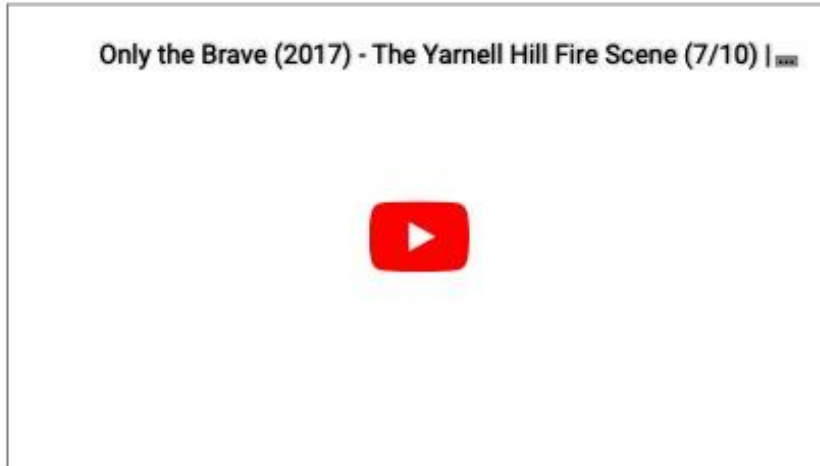 Only the Brave (2017) - The Yarnell Hill Fire Scene (7/10) | ...